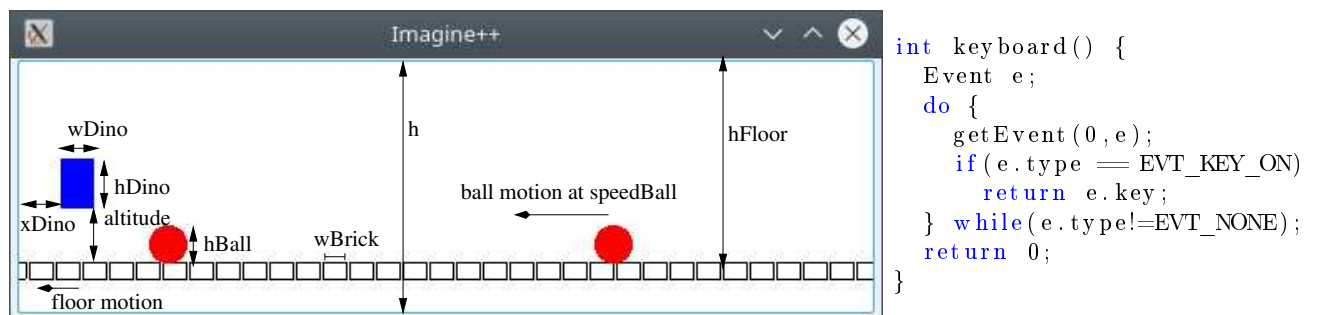 Imagine++
wDino
h
hFloor
hDino
ball motion at speedBall
xDino
altitude
hBall
wBrick
floor motion
int keyboard() {
Event e;
do {
getEvent(0,e);
if(e.type == EVT_KEY_ON)
return e.key;
} while(e.type!=EVT_NONE);
return 0;
}